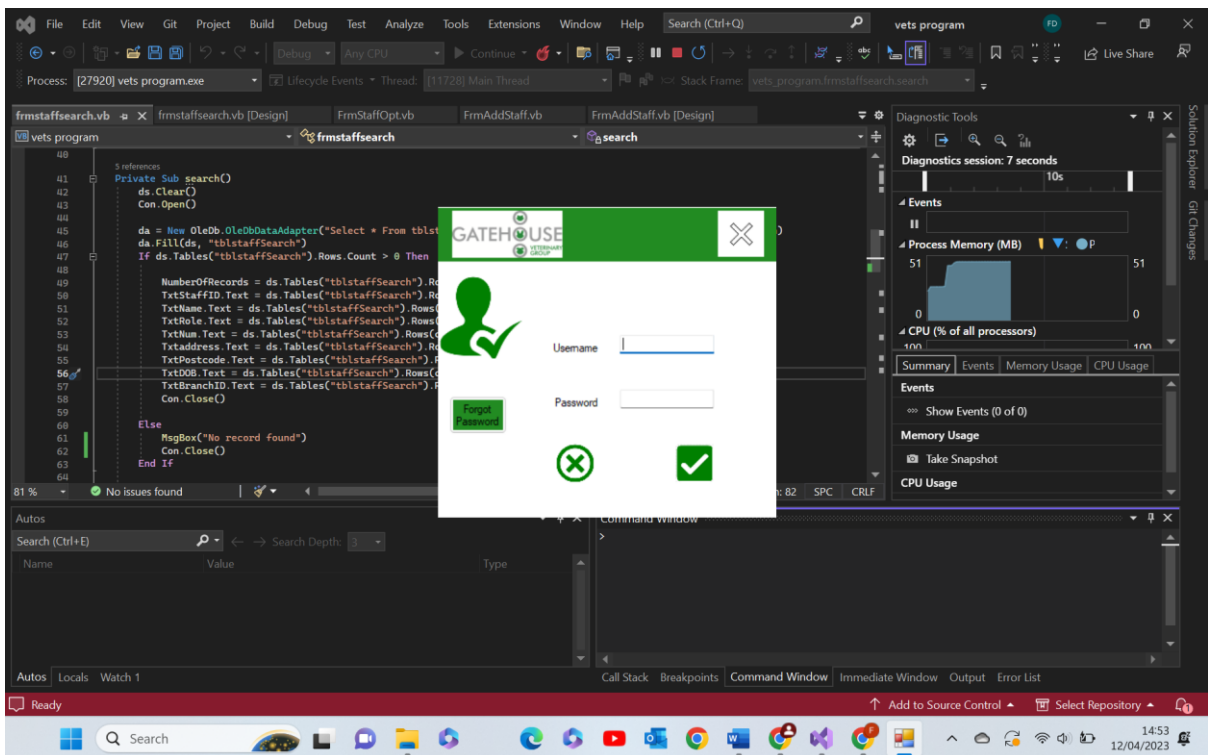 File Edit View Git Project Build Debug Test Analyze Tools Extensions Window Help Search (Ctrl+Q) vets program FD
Debug Any CPU Continue Live Share
Process: [27920] vets program.exe Lifecycle Events Thread: [11728] Main Thread Stack Frame: vets_program.frmstaffsearch.search
frmstaffsearch.vb frmstaffsearch.vb [Design] FrmStaffOpt.vb FrmAddStaff.vb FrmAddStaff.vb [Design]
vets program frmstaffsearch search
40
5 references
41 Private Sub search()
42 ds.Clear()
43 Con.Open()
44
45 da = New OleDb.OleDbDataAdapter("Select * From tblst )
46 da.Fill(ds, "tblstaffSearch")
47 If ds.Tables("tblstaffSearch").Rows.Count > 0 Then
48
49 NumberOfRecords = ds.Tables("tblstaffSearch").Ro
50 TxtStaffID.Text = ds.Tables("tblstaffSearch").Ro
51 TxtName.Text = ds.Tables("tblstaffSearch").Rows(
52 TxtRole.Text = ds.Tables("tblstaffSearch").Rows(
53 TxtNum.Text = ds.Tables("tblstaffSearch").Rows(c
54 Txtaddress.Text = ds.Tables("tblstaffSearch").Ro
55 TxtPostcode.Text = ds.Tables("tblstaffSearch").R
56 TxtDOB.Text = ds.Tables("tblstaffSearch").Rows(c
57 TxtBranchID.Text = ds.Tables("tblstaffSearch").R
58 Con.Close()
59
60 Else
61 MsgBox("No record found")
62 Con.Close()
63 End If
64
81 % No issues found : 82 SPC CRLF
GATEHOUSE
VETERINARY
GROUP
Username
Password
Forgot
Password
Diagnostic Tools
Diagnostics session: 7 seconds
10s
Events
Process Memory (MB) P
51 51
0 0
CPU (% of all processors)
100 100
Summary Events Memory Usage CPU Usage
Events
Show Events (0 of 0)
Memory Usage
Take Snapshot
CPU Usage
Solution Explorer
Git Changes
Autos
Search (Ctrl+E) Search Depth: 3
Name Value Type
Autos Locals Watch 1
Command Window
>
Call Stack Breakpoints Command Window Immediate Window Output Error List
Ready Add to Source Control Select Repository
Search 14:53
12/04/2023